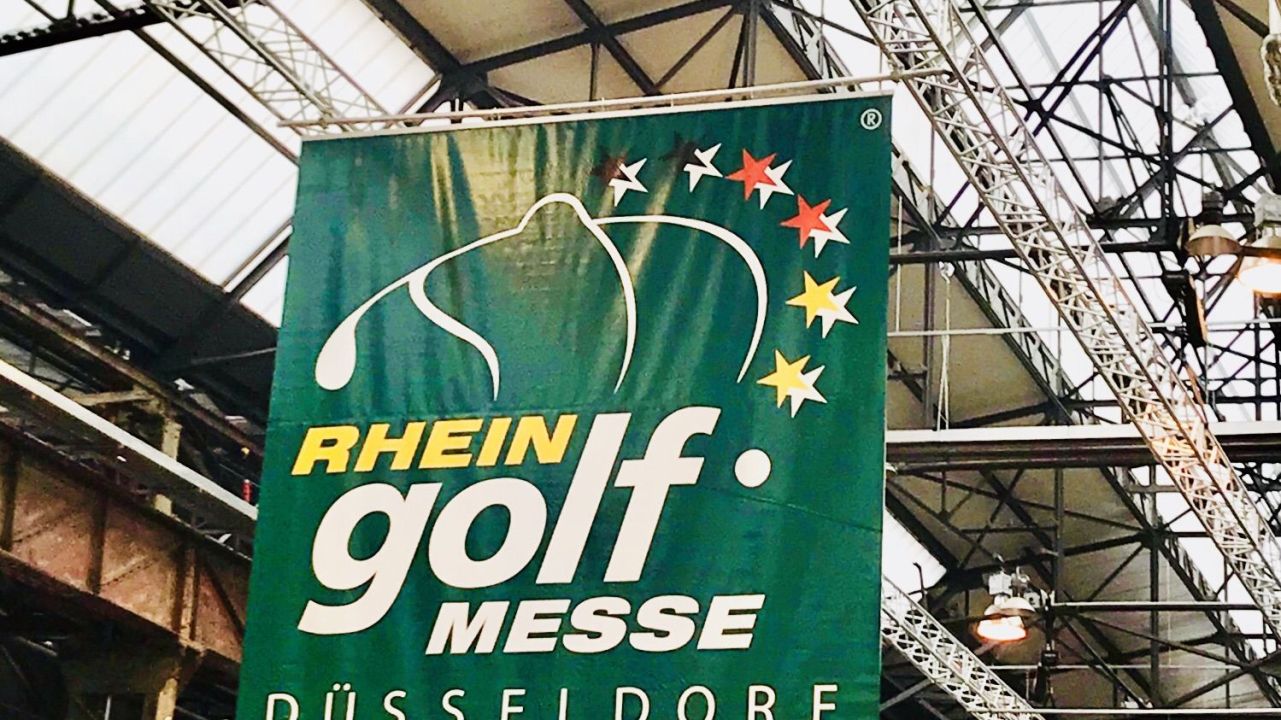 ®
RHEIN
golf
MESSE
DÜSSELDORF